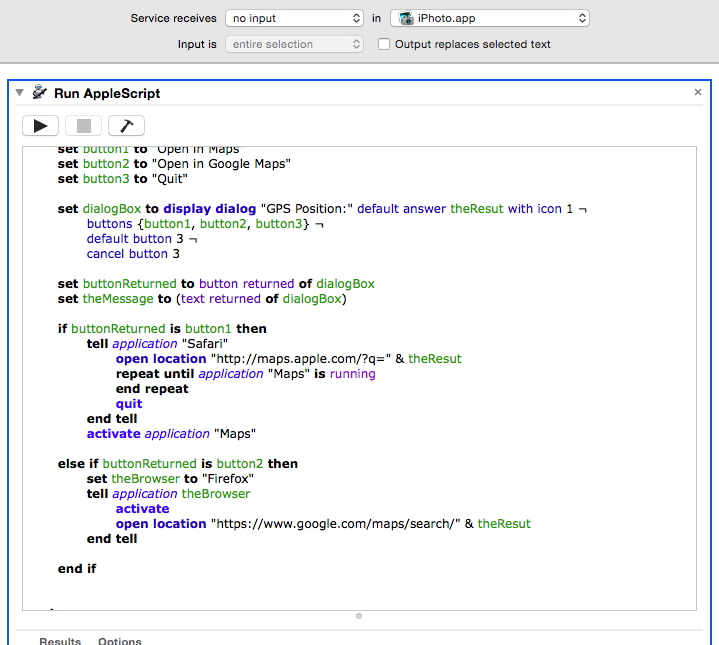 Service receives no input in iPhoto.app
Input is entire selection Output replaces selected text
Run AppleScript
set button1 to "Open in Maps"
set button2 to "Open in Google Maps"
set button3 to "Quit"
set dialogBox to display dialog "GPS Position:" default answer theResut with icon 1 ¬
buttons {button1, button2, button3} ¬
default button 3 ¬
cancel button 3
set buttonReturned to button returned of dialogBox
set theMessage to (text returned of dialogBox)
if buttonReturned is button1 then
tell application "Safari"
open location "http://maps.apple.com/?q=" & theResut
repeat until application "Maps" is running
end repeat
quit
end tell
activate application "Maps"
else if buttonReturned is button2 then
set theBrowser to "Firefox"
tell application theBrowser
activate
open location "https://www.google.com/maps/search/" & theResut
end tell
end if
Results Options